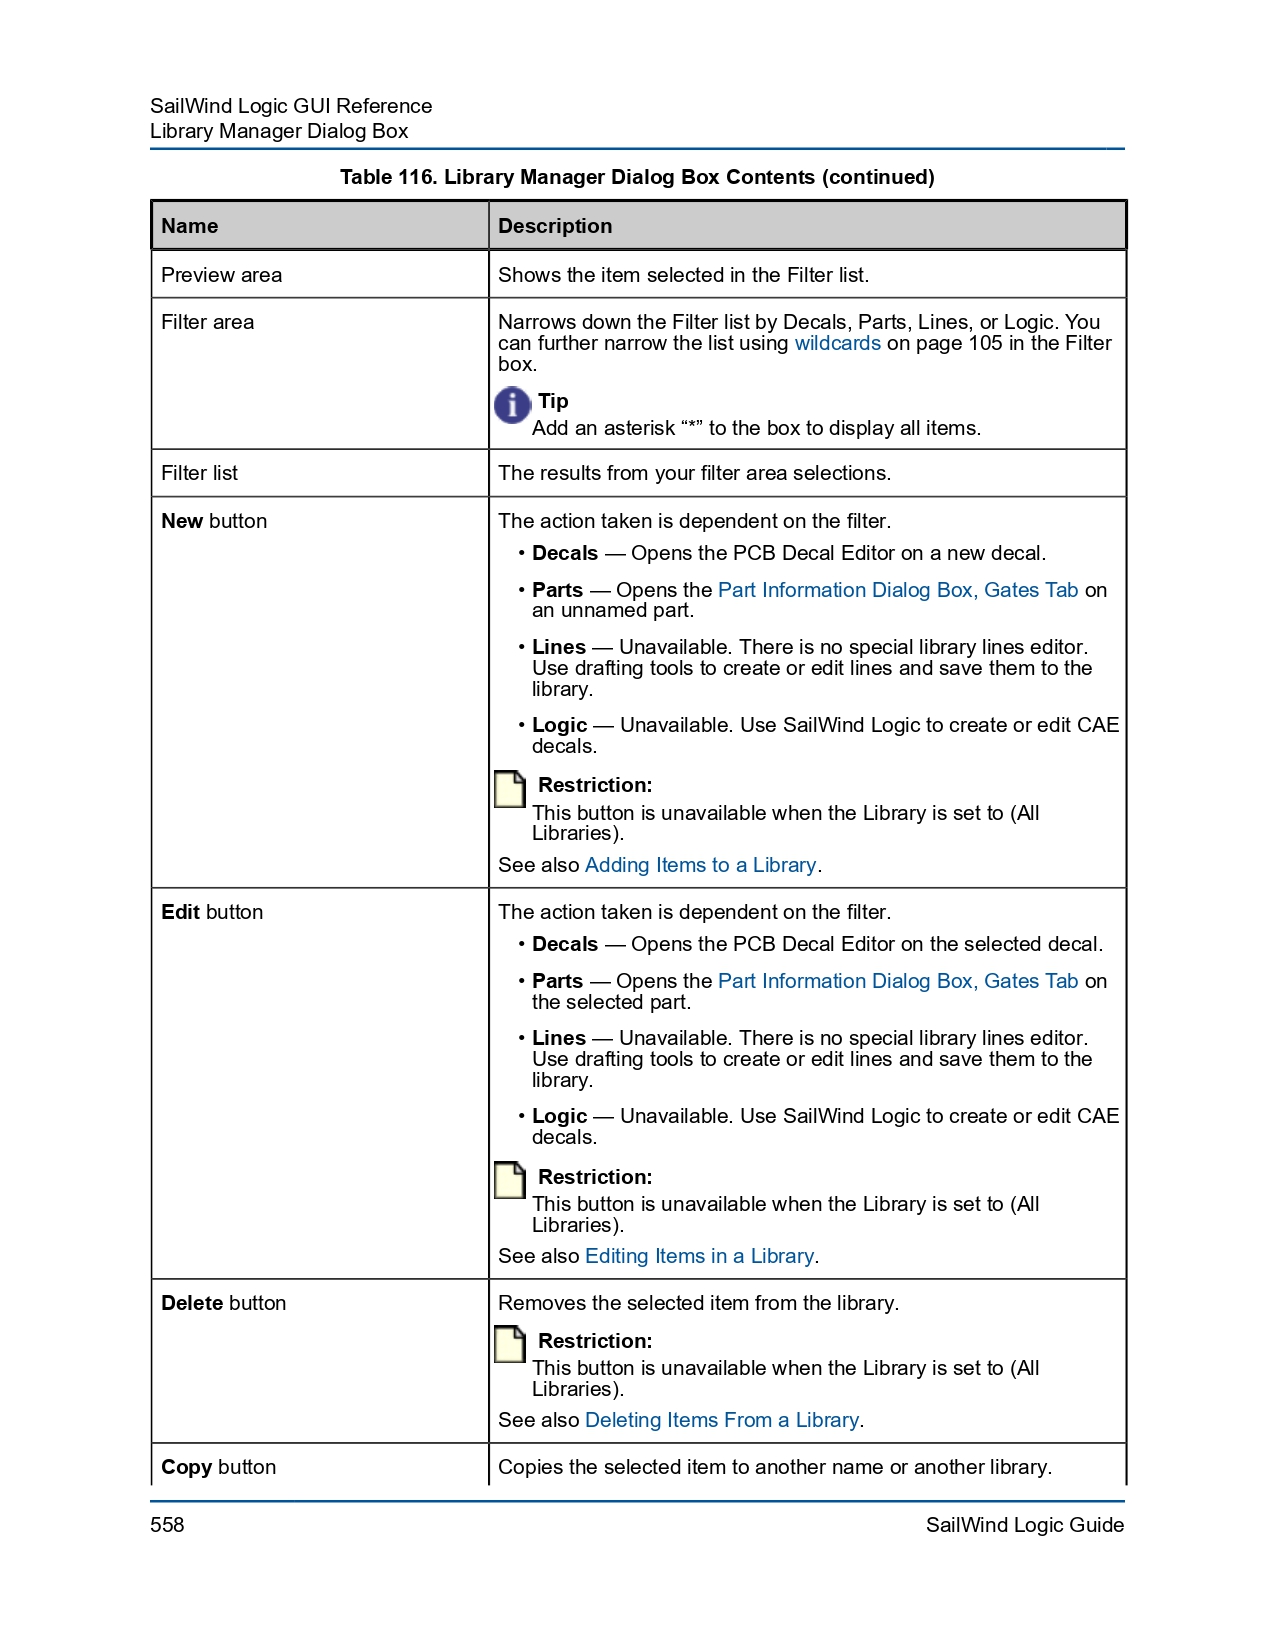 SailWind Logic GUI Reference
Library Manager Dialog Box
Table 116. Library Manager Dialog Box Contents (continued)
Name
Description
Preview area
Shows the item selected in the Filter list.
Filter area
Narrows down the Filter list by Decals, Parts, Lines, or Logic. You
can further narrow the list using wildcards on page 105 in the Filter
box.
Tip
Add an asterisk “*” to the box to display all items.
Filter list
The results from your filter area selections.
New button
The action taken is dependent on the filter.
• Decals — Opens the PCB Decal Editor on a new decal.
• Parts — Opens the Part Information Dialog Box, Gates Tab on
an unnamed part.
• Lines — Unavailable. There is no special library lines editor.
Use drafting tools to create or edit lines and save them to the
library.
• Logic — Unavailable. Use SailWind Logic to create or edit CAE
decals.
Restriction:
This button is unavailable when the Library is set to (All
Libraries).
See also Adding Items to a Library.
Edit button
The action taken is dependent on the filter.
• Decals — Opens the PCB Decal Editor on the selected decal.
• Parts — Opens the Part Information Dialog Box, Gates Tab on
the selected part.
• Lines — Unavailable. There is no special library lines editor.
Use drafting tools to create or edit lines and save them to the
library.
• Logic — Unavailable. Use SailWind Logic to create or edit CAE
decals.
Restriction:
This button is unavailable when the Library is set to (All
Libraries).
See also Editing Items in a Library.
Delete button
Removes the selected item from the library.
Restriction:
This button is unavailable when the Library is set to (All
Libraries).
See also Deleting Items From a Library.
Copy button
Copies the selected item to another name or another library.
558
SailWind Logic Guide